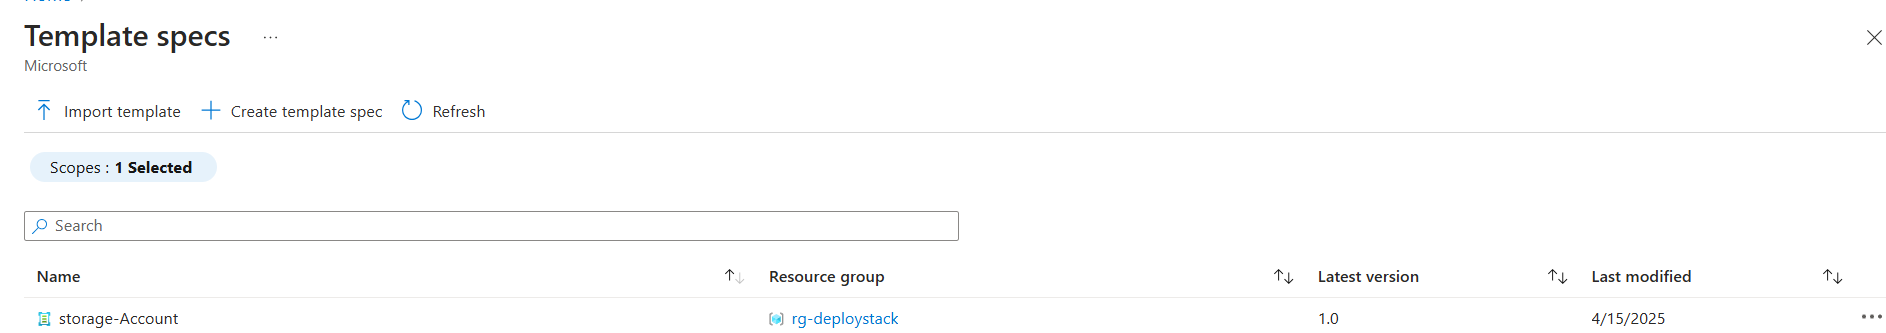 Template specs ...
Microsoft
Import template Create template spec Refresh
Scopes : 1 Selected
Search
Name Resource group Latest version Last modified
storage-Account rg-deploystack 1.0 4/15/2025 ...